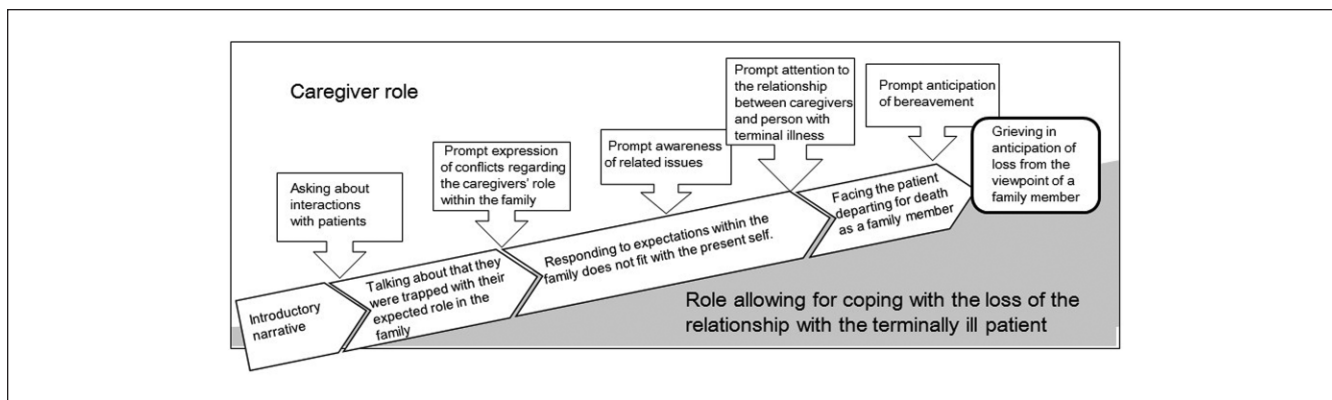 Caregiver role
Prompt attention to
the relationship
between caregivers
and person with
terminal illness
Prompt anticipation
of bereavement
Prompt expression
of conflicts regarding
the caregivers' role
within the family
Prompt awareness
of related issues
Asking about
interactions
with patients
Grieving in
anticipation of
loss from the
viewpoint of a
family member
Introductory
narrative
Talking about that they
were trapped with their
expected role in the
family
Responding to expectations within the
family does not fit with the present self.
Facing the patient
departing for death
as a family member
Role allowing for coping with the loss of the
relationship with the terminally ill patient